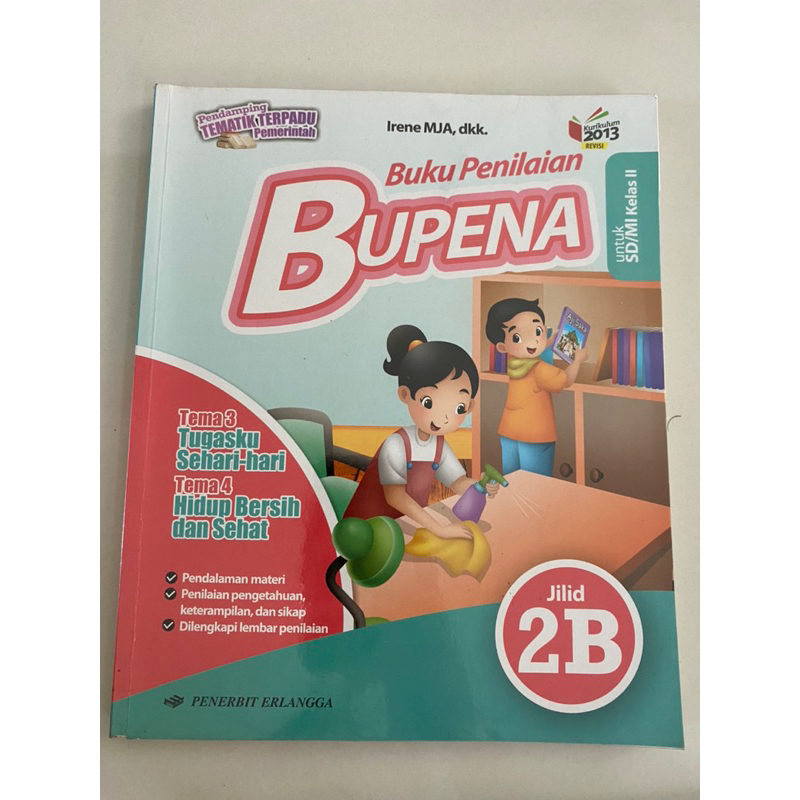 Pendamping
TEMATIK TERPADU
Pemerintah
Irene MJA, dkk.
Kurikulum
2013
REVISI
Buku Penilaian
BUPENA
untuk
SD/MI Kelas II
Tema 3
Tugasku
Sehari-hari
Tema 4
Hidup Bersih
dan Sehat
Pendalaman materi
Penilaian pengetahuan,
keterampilan, dan sikap
Dilengkapi lembar penilaian
Jilid
2B
PENERBIT ERLANGGA